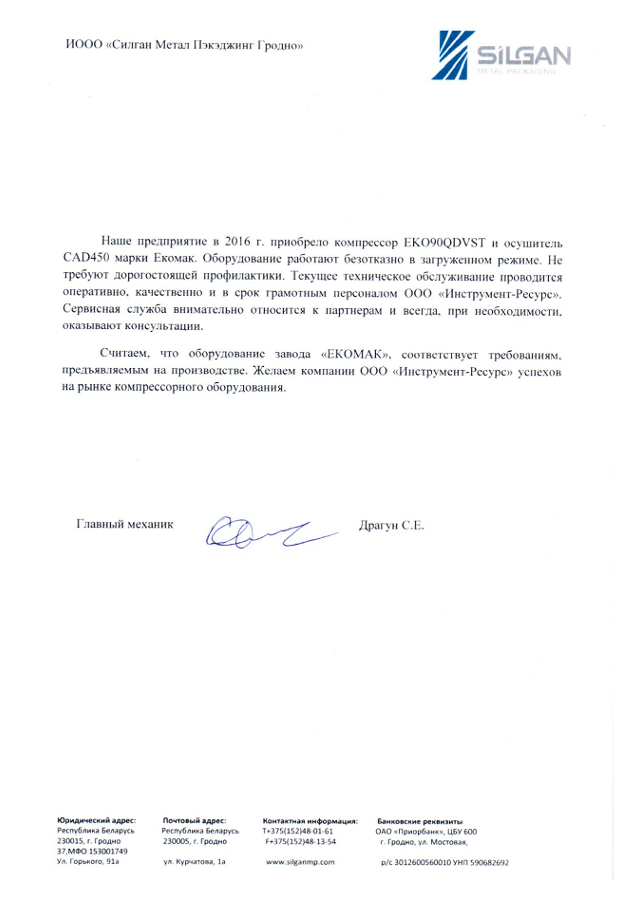 ИООО «Силган Метал Пэкэджинг Гродно»
SILGAN
METAL PACKAGING
Наше предприятие в 2016 г. приобрело компрессор EKO90QDVST и осушитель
CAD450 марки Екомак. Оборудование работают безотказно в загруженном режиме. Не
требуют дорогостоящей профилактики. Текущее техническое обслуживание проводится
оперативно, качественно и в срок грамотным персоналом ООО «Инструмент-Ресурс».
Сервисная служба внимательно относится к партнерам и всегда, при необходимости,
оказывают консультации.
Считаем, что оборудование завода «ЕКОМАК», соответствует требованиям,
предъявляемым на производстве. Желаем компании ООО «Инструмент-Ресурс» успехов
на рынке компрессорного оборудования.
Главный механик Драгун С.Е.
Юридический адрес: Почтовый адрес: Контактная информация: Банковские реквизиты
Республика Беларусь Республика Беларусь Т+375(152)48-01-61 ОАО «Приорбанк», ЦБУ 600
230015, г. Гродно 230005, г. Гродно F+375(152)48-13-54 г. Гродно, ул. Мостовая,
37,МФО 153001749
Ул. Горького, 91а ул. Курчатова, 1а www.silganmp.com р/с 3012600560010 УНП 590682692